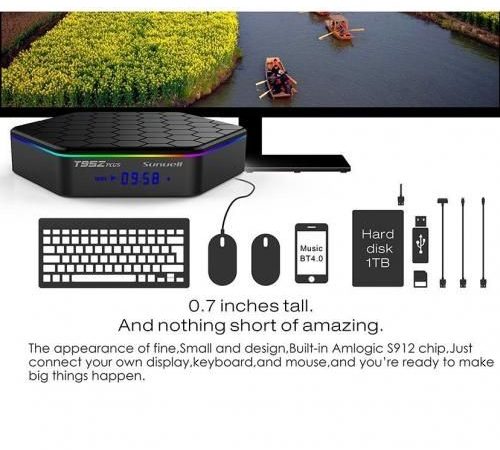 T95Z PLUS
Sunvell
09:58
Music
BT4.0
Hard
disk
1TB
0.7 inches tall.
And nothing short of amazing.
The appearance of fine,Small and design,Built-in Amlogic S912 chip,Just
connect your own display,keyboard,and mouse,and you're ready to make
big things happen.